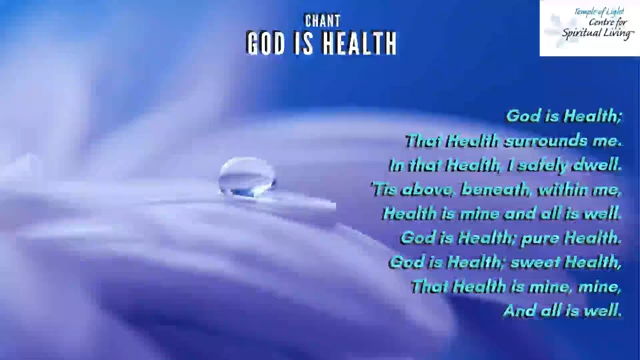 CHANT
GOD IS HEALTH
Temple of Light
Centre for
Spiritual Living™
God is Health;
That Health surrounds me.
In that Health, I safely dwell.
'Tis above, beneath, within me,
Health is mine and all is well.
God is Health; pure Health.
God is Health; sweet Health,
That Health is mine, mine,
And all is well.